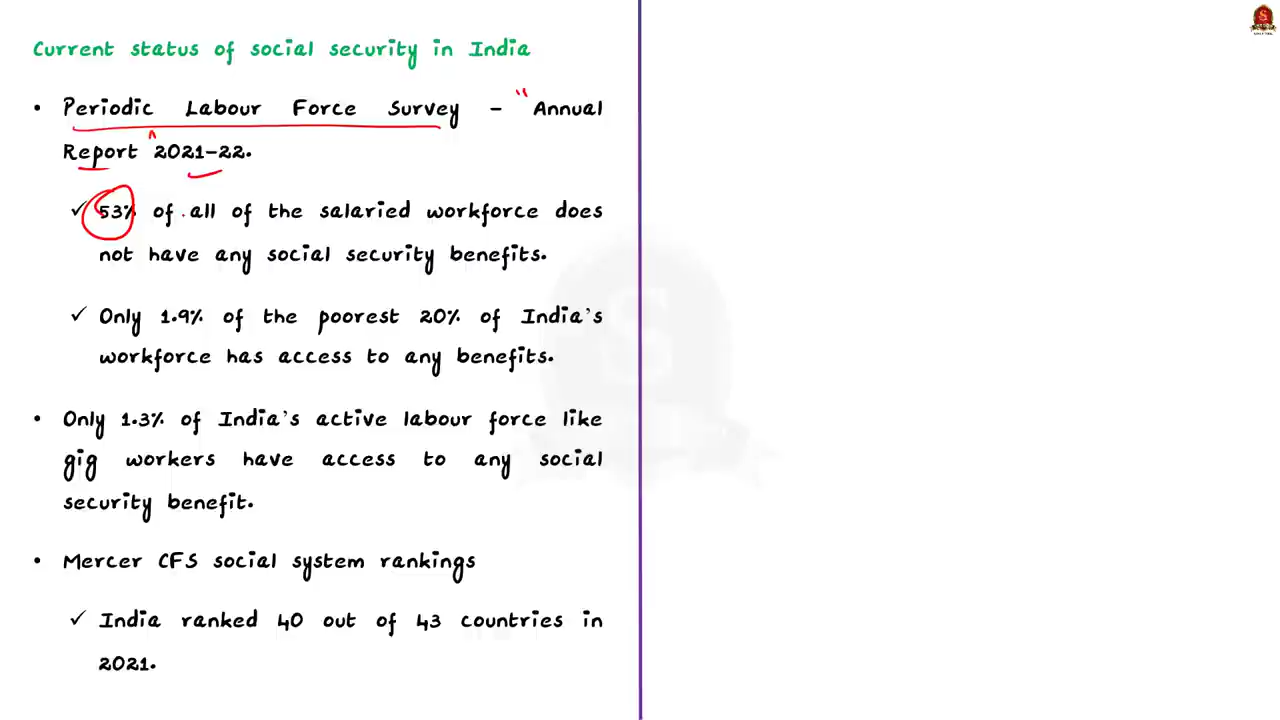 Current status of social security in India
• Periodic Labour Force Survey - "Annual
Report 2021-22.
✓ 53% of all of the salaried workforce does
not have any social security benefits.
✓ Only 1.9% of the poorest 20% of India's
workforce has access to any benefits.
• Only 1.3% of India's active labour force like
gig workers have access to any social
security benefit.
• Mercer CFS social system rankings
✓ India ranked 40 out of 43 countries in
2021.